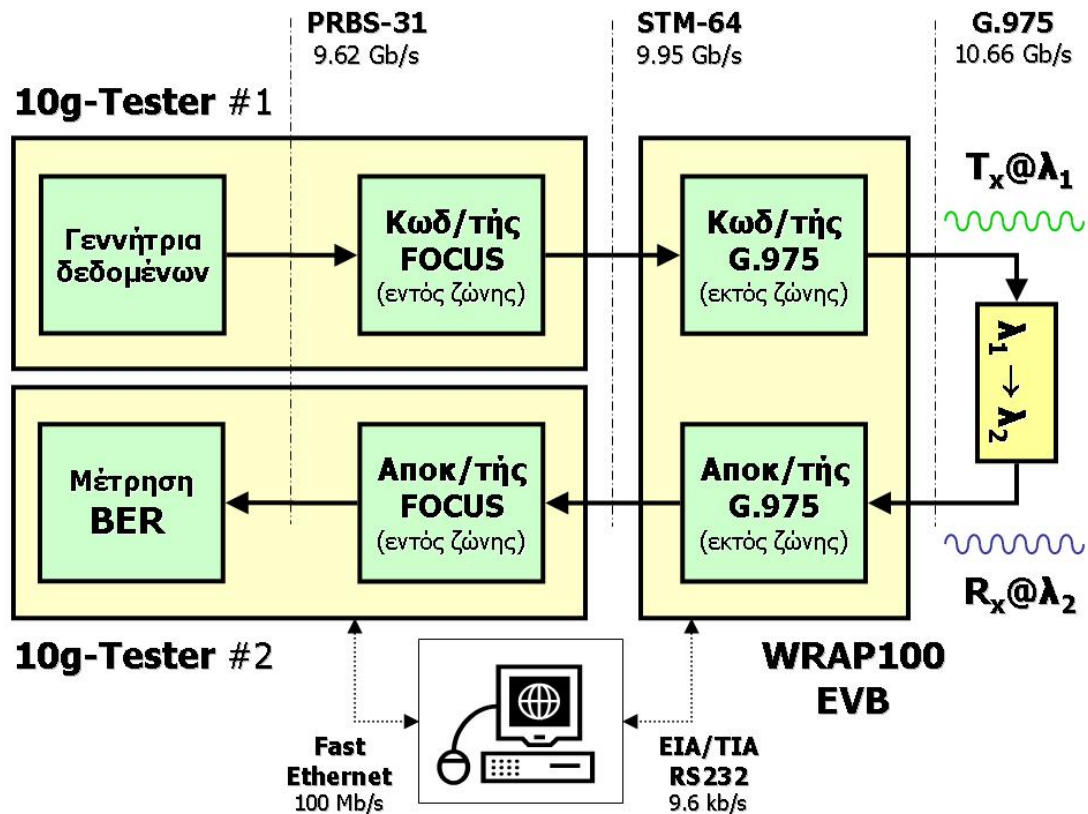 PRBS-31
9.62 Gb/s
STM-64
9.95 Gb/s
G.975
10.66 Gb/s
10g-Tester #1
Γεννήτρια
δεδομένων
Κωδ/τής
FOCUS
(εντός ζώνης)
Κωδ/τής
G.975
(εκτός ζώνης)
Tx@λ1
λ1 → λ2
Μέτρηση
BER
Αποκ/τής
FOCUS
(εντός ζώνης)
Αποκ/τής
G.975
(εκτός ζώνης)
Rx@λ2
10g-Tester #2
WRAP100
EVB
Fast
Ethernet
100 Mb/s
EIA/TIA
RS232
9.6 kb/s